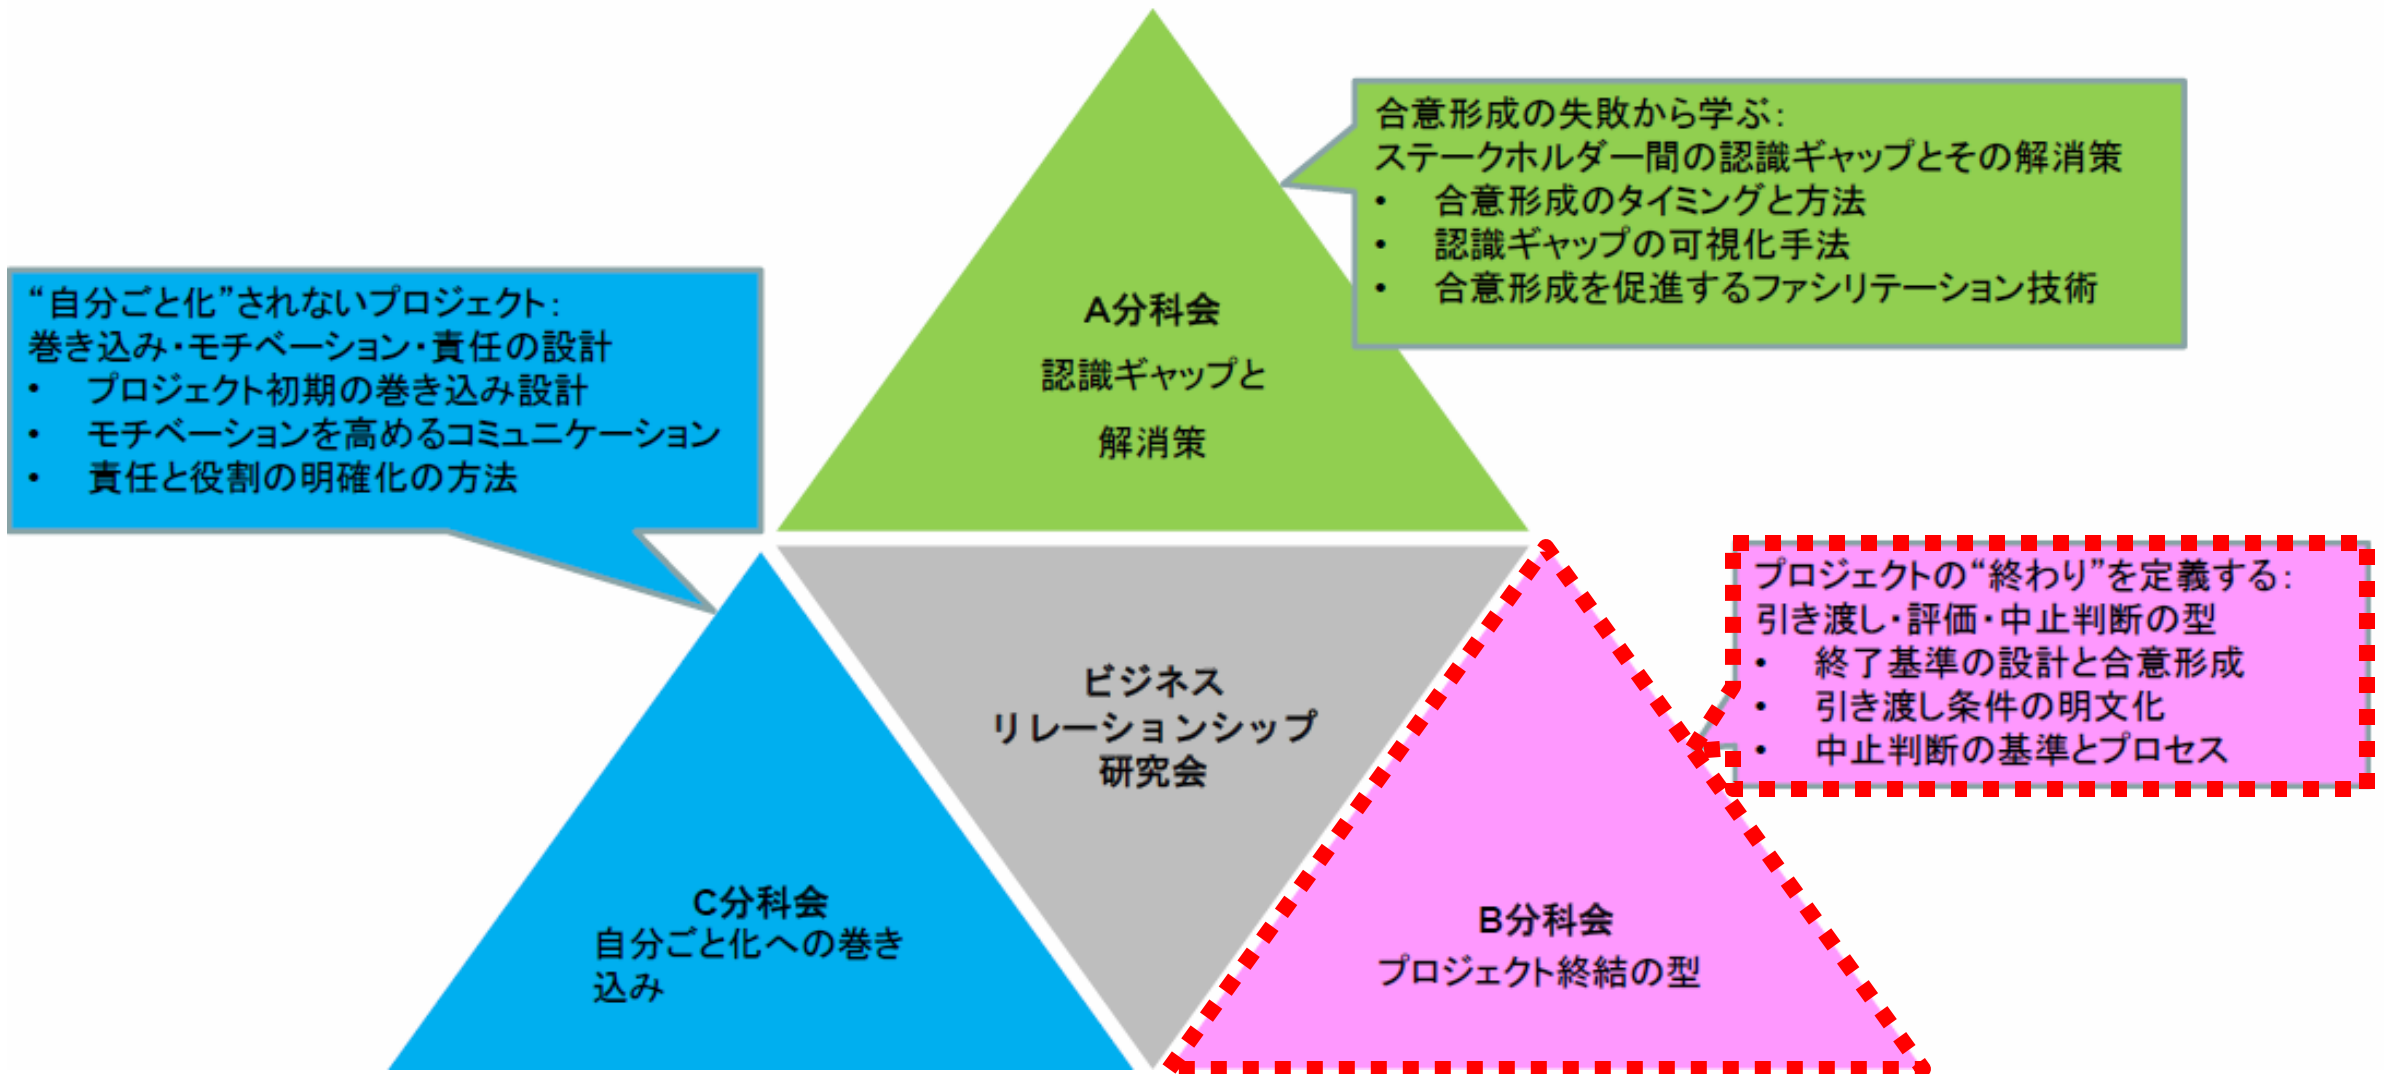 合意形成の失敗から学ぶ：
ステークホルダー間の認識ギャップとその解消策
• 合意形成のタイミングと方法
• 認識ギャップの可視化手法
• 合意形成を促進するファシリテーション技術
A分科会
認識ギャップと
解消策
“自分ごと化”されないプロジェクト：
巻き込み・モチベーション・責任の設計
• プロジェクト初期の巻き込み設計
• モチベーションを高めるコミュニケーション
• 責任と役割の明確化の方法
ビジネス
リレーションシップ
研究会
プロジェクトの“終わり”を定義する：
引き渡し・評価・中止判断の型
• 終了基準の設計と合意形成
• 引き渡し条件の明文化
• 中止判断の基準とプロセス
C分科会
自分ごと化への巻き
込み
B分科会
プロジェクト終結の型